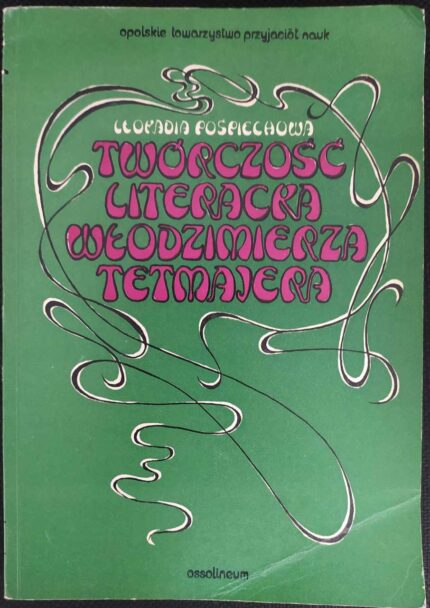 opolskie towarzystwo przyjaciół nauk
LEOKADIA POŚPIECHOWA
TWÓRCZOŚĆ
LITERACKA
WŁODZIMIERZA
TETMAJERA
ossolineum